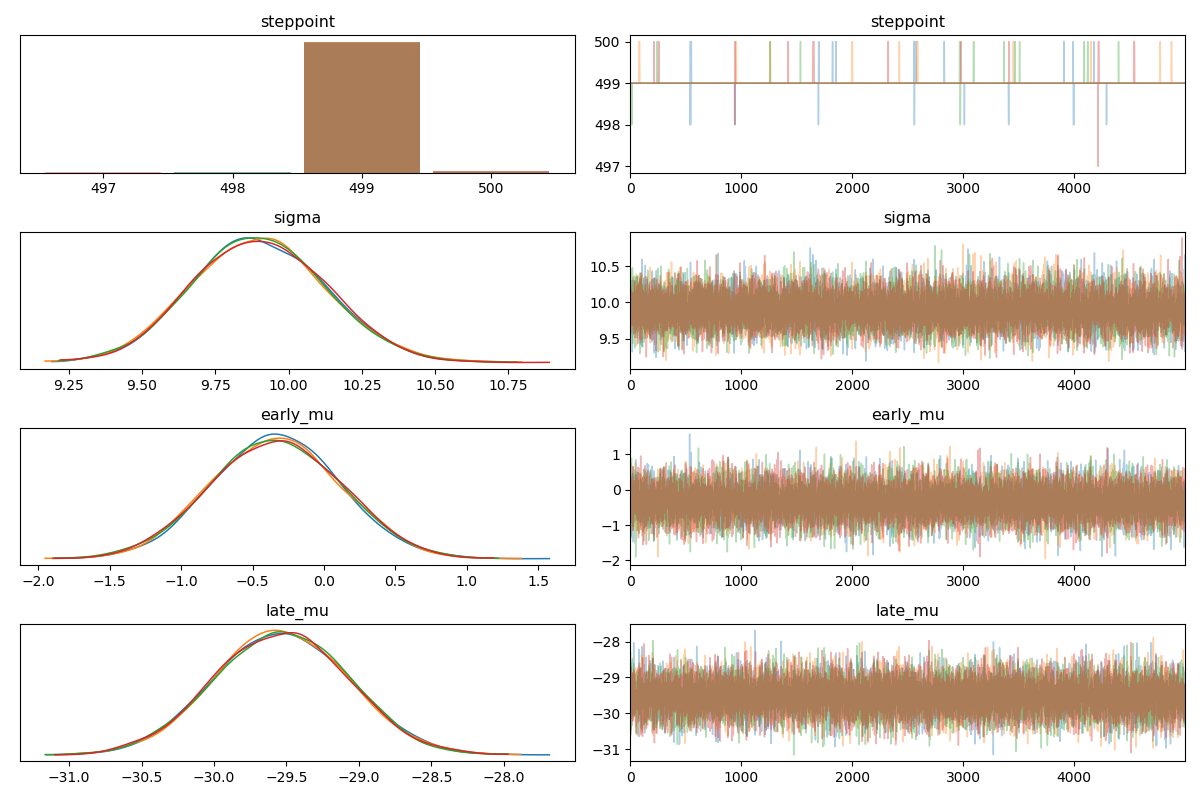 steppoint
497 498 499 500
steppoint
500
499
498
497
0 1000 2000 3000 4000
sigma
9.25 9.50 9.75 10.00 10.25 10.50 10.75
sigma
10.5
10.0
9.5
0 1000 2000 3000 4000
early_mu
−2.0 −1.5 −1.0 −0.5 0.0 0.5 1.0 1.5
early_mu
1
0
−1
−2
0 1000 2000 3000 4000
late_mu
−31.0 −30.5 −30.0 −29.5 −29.0 −28.5 −28.0
late_mu
−28
−29
−30
−31
0 1000 2000 3000 4000